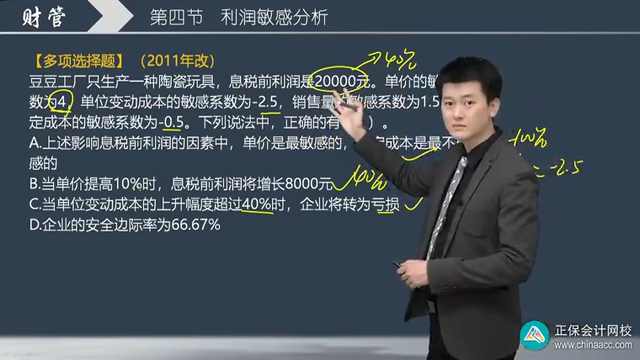 财管 第四节 利润敏感分析
【多项选择题】（2011年改） 40%
豆豆工厂只生产一种陶瓷玩具，息税前利润是20000元。单价的敏
数为4，单位变动成本的敏感系数为-2.5，销售量的敏感系数为1.5
定成本的敏感系数为-0.5。下列说法中，正确的有（ ）。
A.上述影响息税前利润的因素中，单价是最敏感的， 定成本是最不 -100%
感的 = -2.5
B.当单价提高10%时，息税前利润将增长8000元 40%
C.当单位变动成本的上升幅度超过40%时，企业将转为亏损
D.企业的安全边际率为66.67%
正保会计网校
www.chinaacc.com